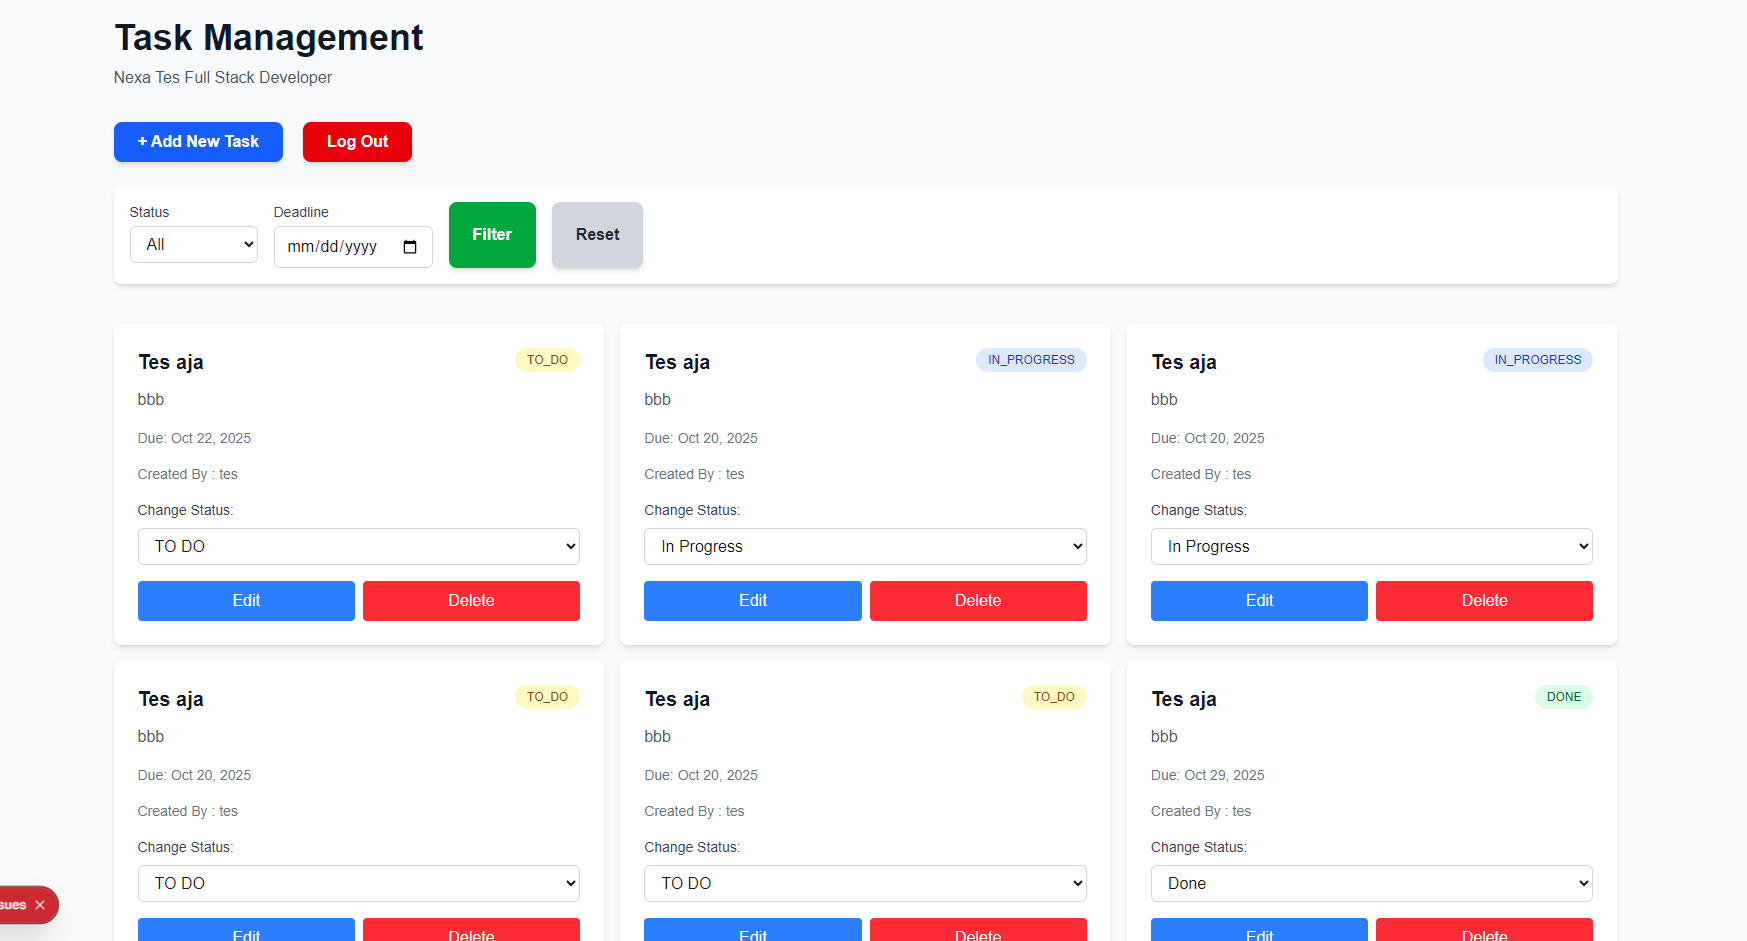 Task Management
Nexa Tes Full Stack Developer
+ Add New Task
Log Out
Status
Deadline
All
mm/dd/yyyy
Filter
Reset
Tes aja
TO_DO
bbb
Due: Oct 22, 2025
Created By : tes
Change Status:
TO DO
Edit
Delete
Tes aja
IN_PROGRESS
bbb
Due: Oct 20, 2025
Created By : tes
Change Status:
In Progress
Edit
Delete
Tes aja
IN_PROGRESS
bbb
Due: Oct 20, 2025
Created By : tes
Change Status:
In Progress
Edit
Delete
Tes aja
TO_DO
bbb
Due: Oct 20, 2025
Created By : tes
Change Status:
TO DO
Edit
Delete
Tes aja
TO_DO
bbb
Due: Oct 20, 2025
Created By : tes
Change Status:
TO DO
Edit
Delete
Tes aja
DONE
bbb
Due: Oct 29, 2025
Created By : tes
Change Status:
Done
Edit
Delete